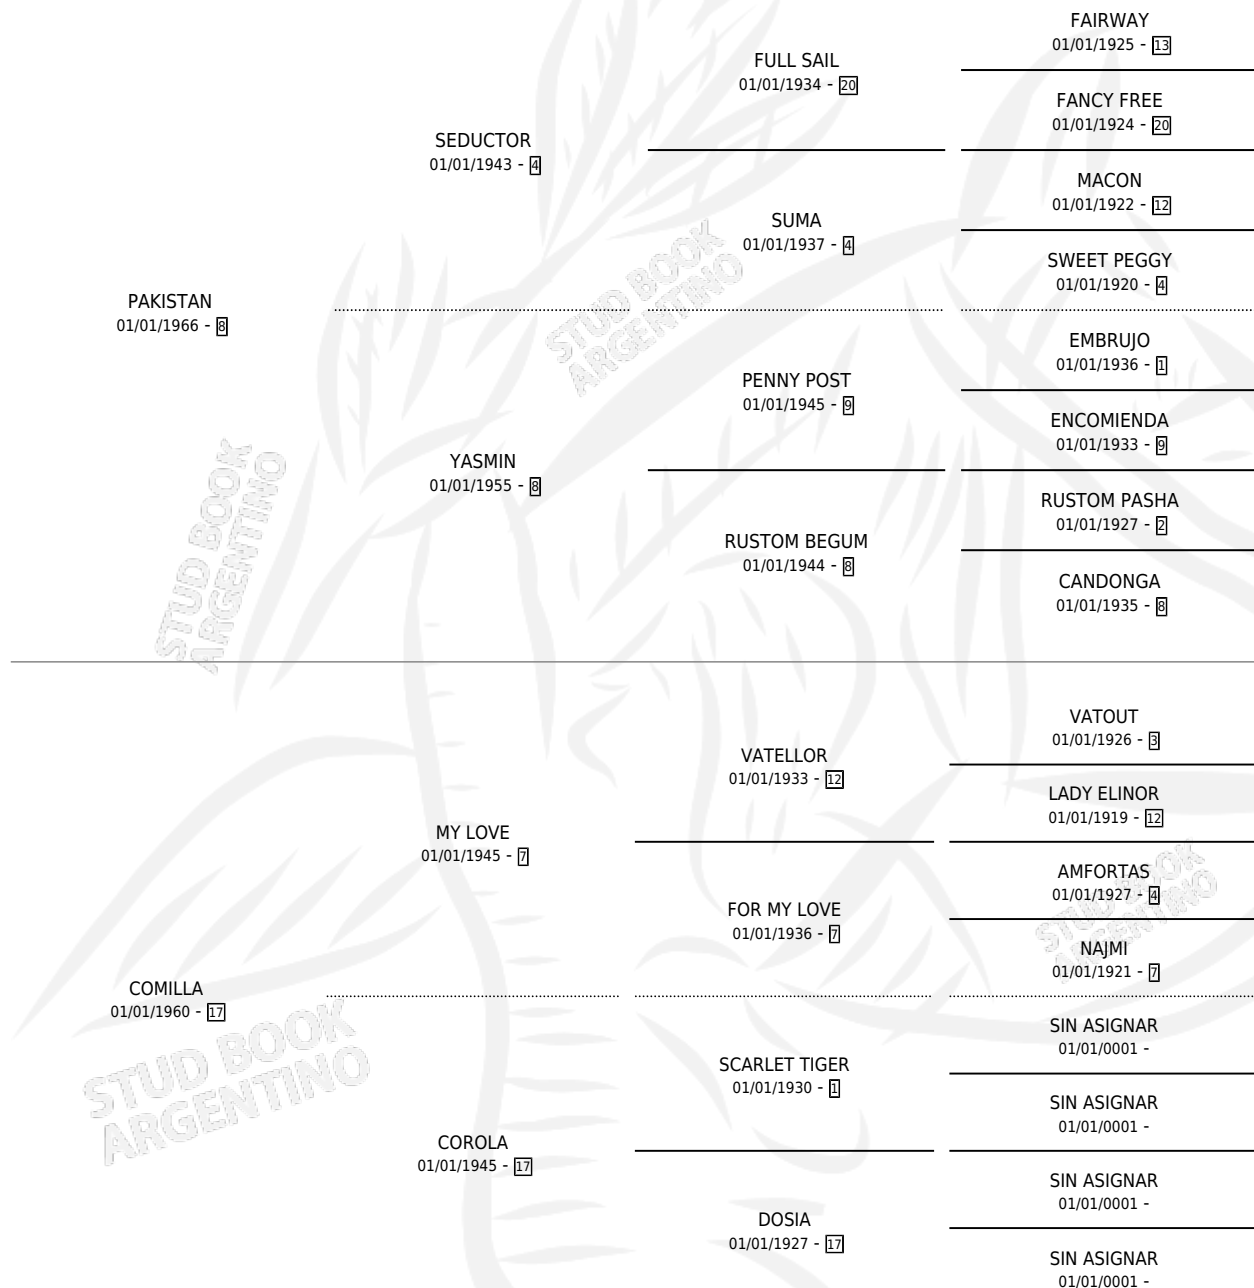 FAIRWAY
01/01/1925 - 13
FULL SAIL
01/01/1934 - 20
FANCY FREE
01/01/1924 - 20
SEDUCTOR
01/01/1943 - 4
MACON
01/01/1922 - 12
SUMA
01/01/1937 - 4
SWEET PEGGY
01/01/1920 - 4
PAKISTAN
01/01/1966 - 8
EMBRUJO
01/01/1936 - 1
PENNY POST
01/01/1945 - 9
ENCOMIENDA
01/01/1933 - 9
YASMIN
01/01/1955 - 8
RUSTOM PASHA
01/01/1927 - 2
RUSTOM BEGUM
01/01/1944 - 8
CANDONGA
01/01/1935 - 8
VATOUT
01/01/1926 - 3
VATELLOR
01/01/1933 - 12
LADY ELINOR
01/01/1919 - 12
MY LOVE
01/01/1945 - 7
AMFORTAS
01/01/1927 - 4
FOR MY LOVE
01/01/1936 - 7
NAJMI
01/01/1921 - 7
COMILLA
01/01/1960 - 17
SIN ASIGNAR
01/01/0001 -
SCARLET TIGER
01/01/1930 - 1
SIN ASIGNAR
01/01/0001 -
COROLA
01/01/1945 - 17
SIN ASIGNAR
01/01/0001 -
DOSIA
01/01/1927 - 17
SIN ASIGNAR
01/01/0001 -
STUD BOOK
ARGENTINO
STUD BOOK
ARGENTINO
STUD BOOK
ARGENTINO
STUD BOOK
ARGENTINO